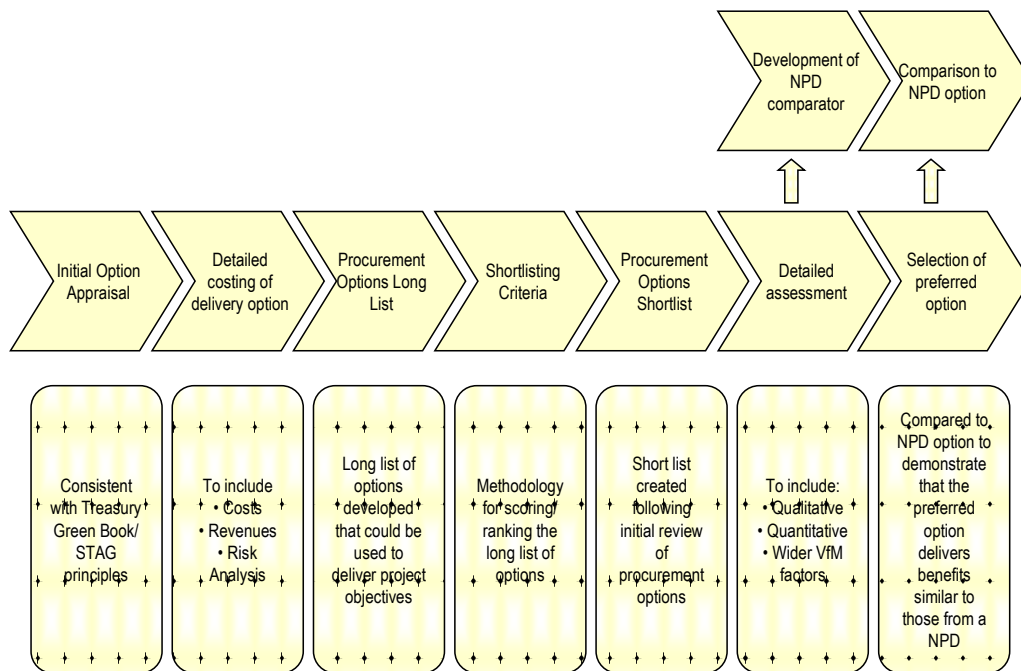 Development of
NPD
comparator
Comparison to
NPD option
Initial Option
Appraisal
Detailed
costing of
delivery option
Procurement
Options Long
List
Shortlisting
Criteria
Procurement
Options
Shortlist
Detailed
assessment
Selection of
preferred
option
Consistent
with Treasury
Green Book/
STAG
principles
To include
• Costs
• Revenues
• Risk
Analysis
Long list of
options
developed
that could be
used to
deliver project
objectives
Methodology
for scoring/
ranking the
long list of
options
Short list
created
following
initial review
of
procurement
options
To include:
• Qualitative
• Quantitative
• Wider VfM
factors
Compared to
NPD option to
demonstrate
that the
preferred
option
delivers
benefits
similar to
those from a
NPD